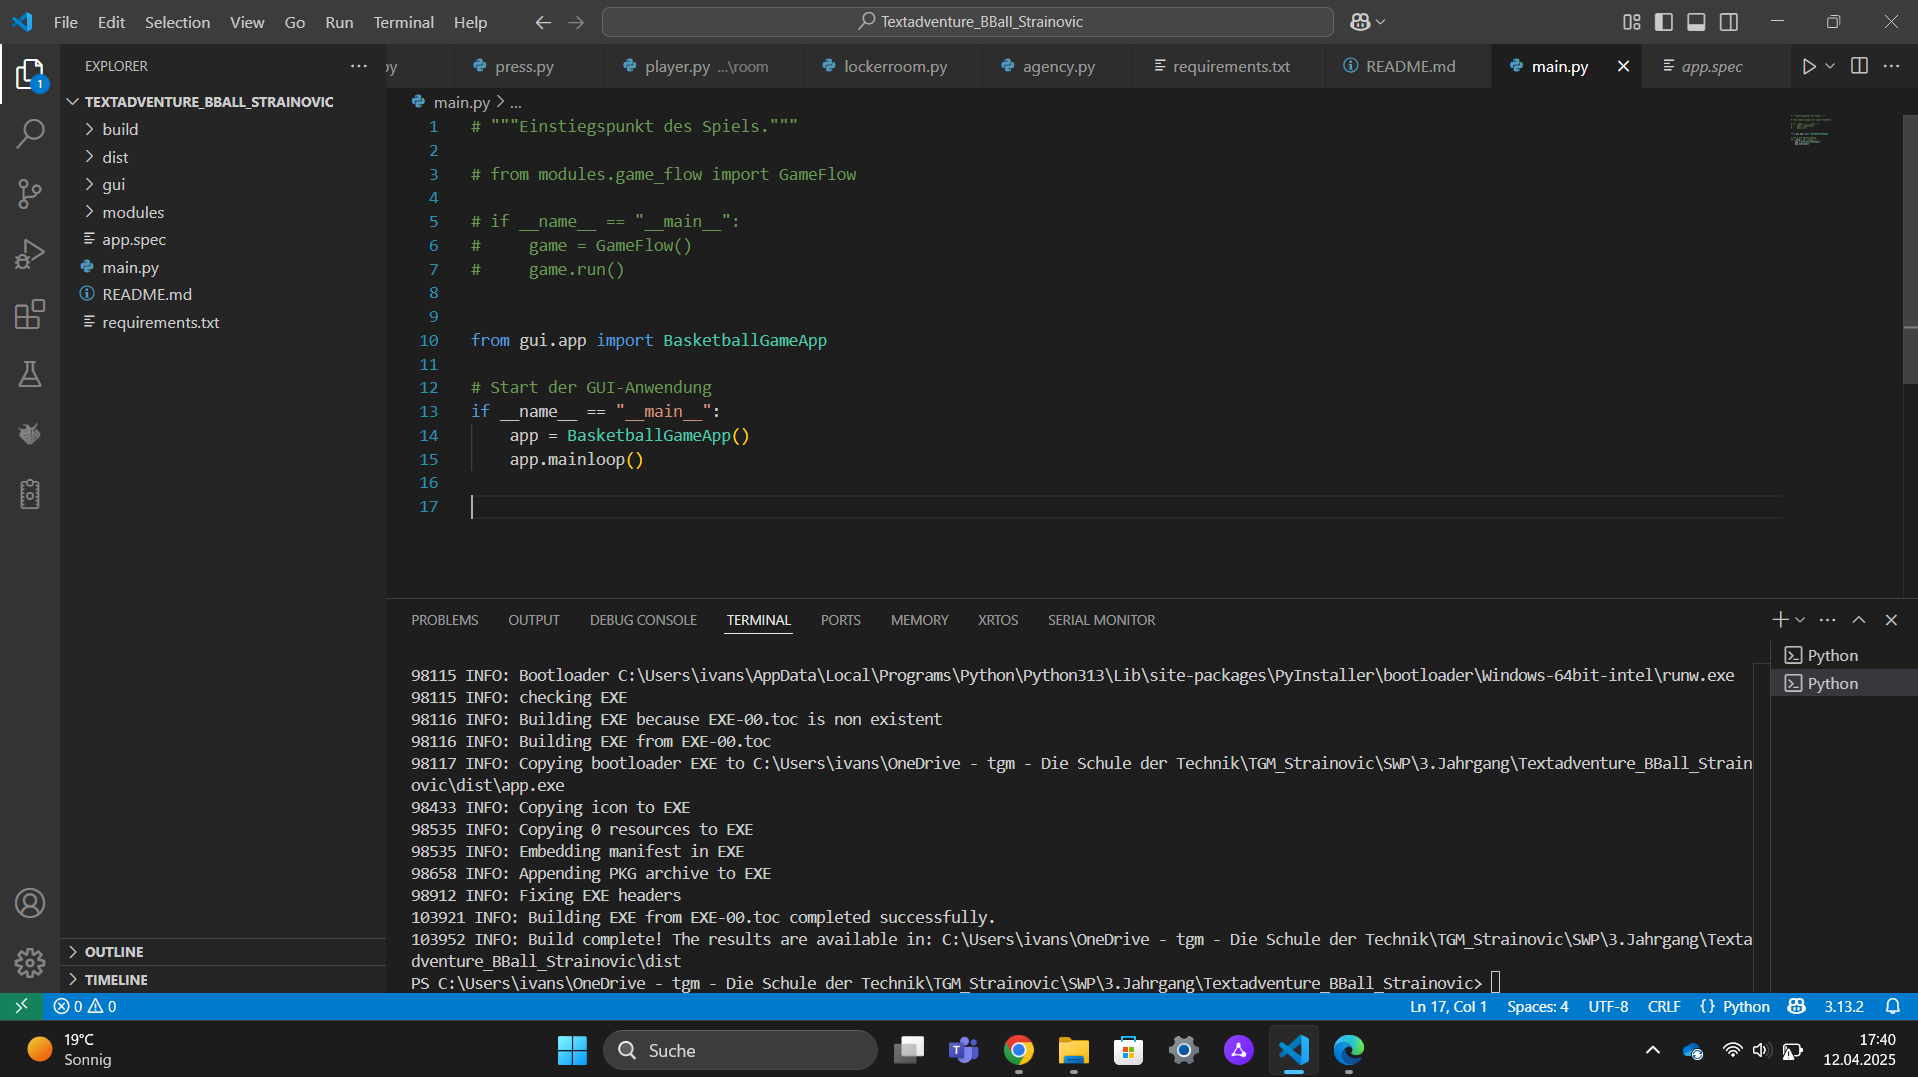 File Edit Selection View Go Run Terminal Help
Textadventure_BBall_Strainovic
EXPLORER
TEXTADVENTURE_BBALL_STRAINOVIC
build
dist
gui
modules
app.spec
main.py
README.md
requirements.txt
OUTLINE
TIMELINE
py press.py player.py ...\room lockerroom.py agency.py requirements.txt README.md main.py app.spec
main.py > ...
1 # """Einstiegspunkt des Spiels."""
2
3 # from modules.game_flow import GameFlow
4
5 # if __name__ == "__main__":
6 #     game = GameFlow()
7 #     game.run()
8
9
10 from gui.app import BasketballGameApp
11
12 # Start der GUI-Anwendung
13 if __name__ == "__main__":
14     app = BasketballGameApp()
15     app.mainloop()
16
17
PROBLEMS OUTPUT DEBUG CONSOLE TERMINAL PORTS MEMORY XRTOS SERIAL MONITOR
98115 INFO: Bootloader C:\Users\ivans\AppData\Local\Programs\Python\Python313\Lib\site-packages\PyInstaller\bootloader\Windows-64bit-intel\runw.exe
98115 INFO: checking EXE
98116 INFO: Building EXE because EXE-00.toc is non existent
98116 INFO: Building EXE from EXE-00.toc
98117 INFO: Copying bootloader EXE to C:\Users\ivans\OneDrive - tgm - Die Schule der Technik\TGM_Strainovic\SWP\3.Jahrgang\Textadventure_BBall_Strain
ovic\dist\app.exe
98433 INFO: Copying icon to EXE
98535 INFO: Copying 0 resources to EXE
98535 INFO: Embedding manifest in EXE
98658 INFO: Appending PKG archive to EXE
98912 INFO: Fixing EXE headers
103921 INFO: Building EXE from EXE-00.toc completed successfully.
103952 INFO: Build complete! The results are available in: C:\Users\ivans\OneDrive - tgm - Die Schule der Technik\TGM_Strainovic\SWP\3.Jahrgang\Texta
dventure_BBall_Strainovic\dist
PS C:\Users\ivans\OneDrive - tgm - Die Schule der Technik\TGM_Strainovic\SWP\3.Jahrgang\Textadventure_BBall_Strainovic>
Python
Python
1
0 0
Ln 17, Col 1 Spaces: 4 UTF-8 CRLF {} Python 3.13.2
19°C
Sonnig
Suche
17:40
12.04.2025